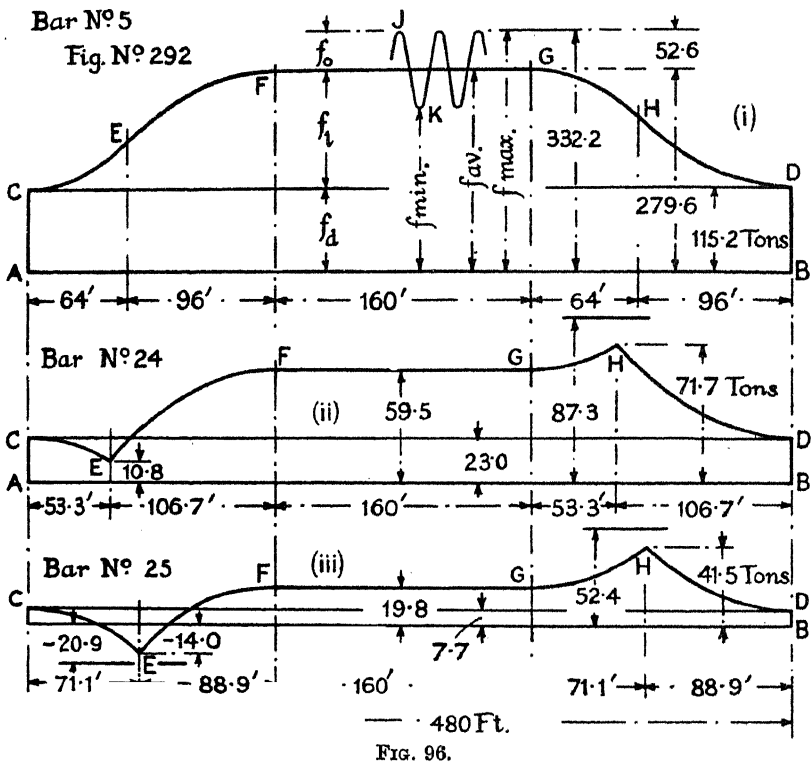 Bar Nº 5
Fig. Nº 292
J
52.6
f₀
F
G
E
H
(i)
K
fᵢ
fmin.
fav.
fmax.
332.2
C
D
279.6
f_d
115.2 Tons
A
B
64′ 96′ 160′ 64′ 96′
Bar Nº 24
F
G
H
71.7 Tons
(ii)
59.5
87.3
C
D
E
10.8
23.0
A
B
53.3′ 106.7′ 160′ 53.3′ 106.7′
Bar Nº 25
F
(iii)
G
H
41.5 Tons
C
19.8
52.4
D
B
-20.9
-14.0
E
7.7
71.1′ 88.9′ 160′ 71.1′ 88.9′
480 Ft.
FIG. 96.